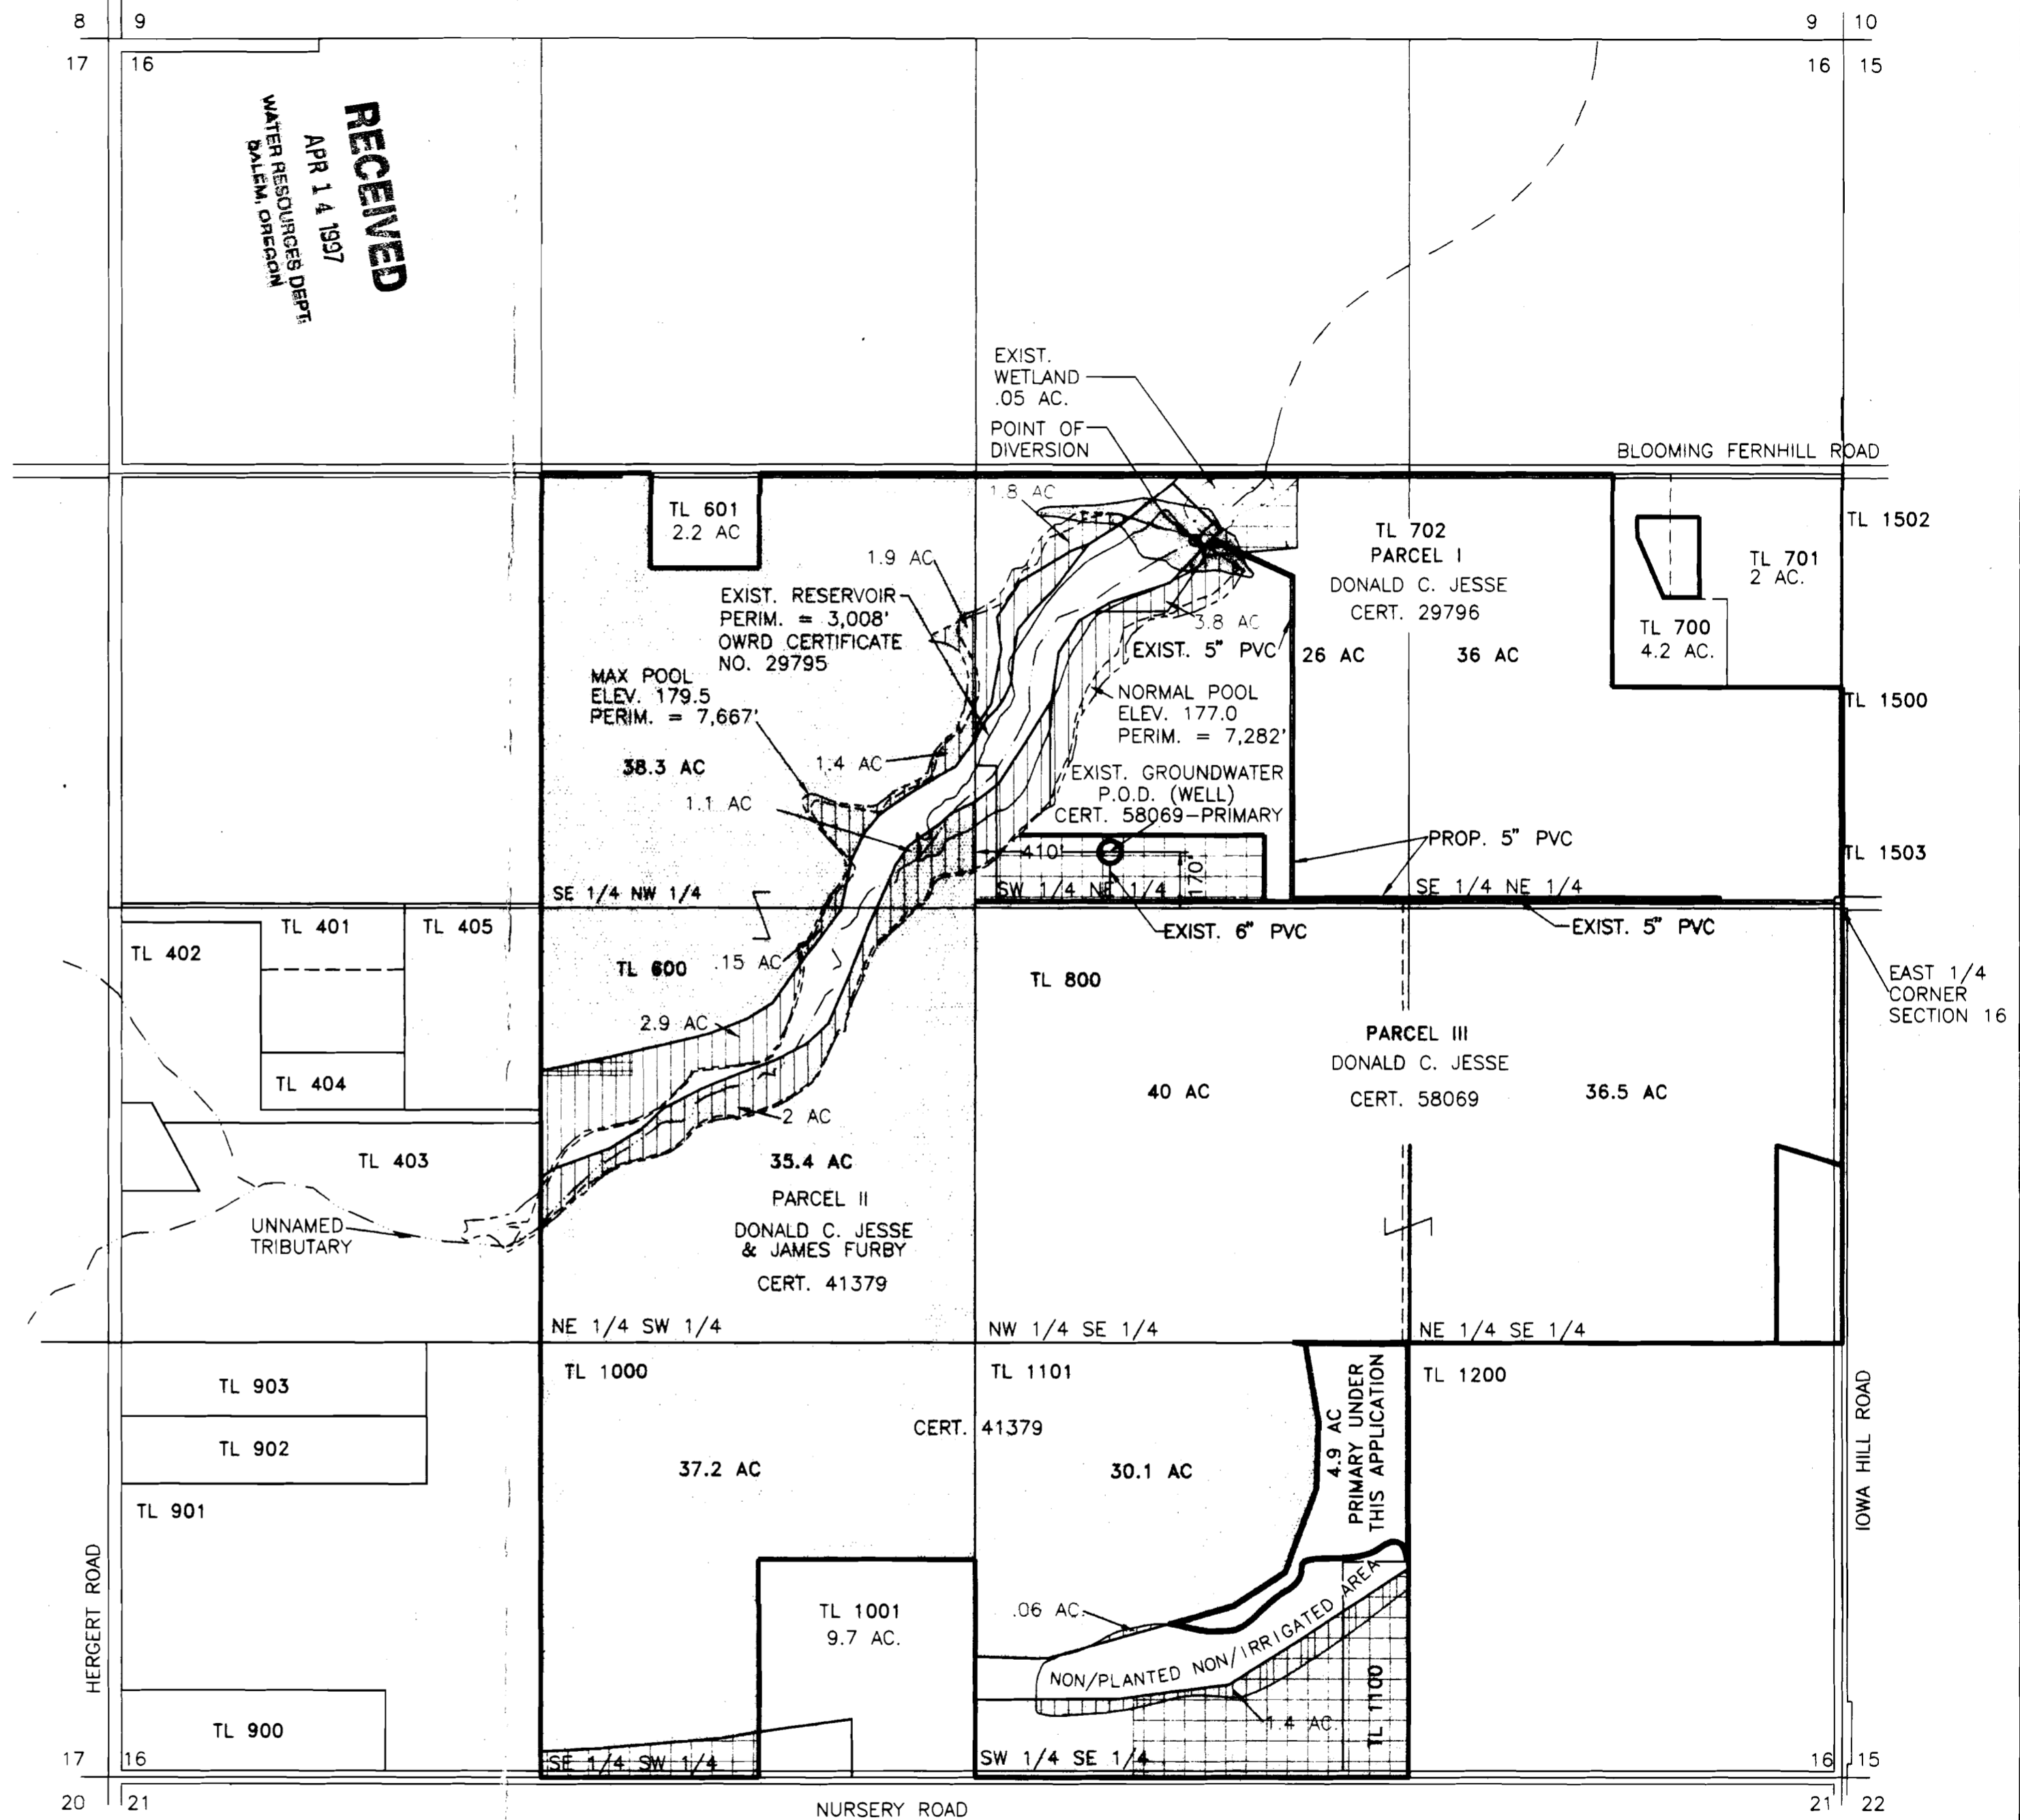 8 9
9 10
17 16
16 15
RECEIVED
APR 14 1997
WATER RESOURCES DEPT.
SALEM, OREGON
EXIST.
WETLAND
.05 AC.
POINT OF
DIVERSION
BLOOMING FERNHILL ROAD
TL 601
2.2 AC
1.8 AC
TL 702
PARCEL I
DONALD C. JESSE
CERT. 29796
TL 1502
TL 701
2 AC.
1.9 AC
EXIST. RESERVOIR
PERIM. = 3,008'
OWRD CERTIFICATE
NO. 29795
3.8 AC
EXIST. 5" PVC
26 AC
36 AC
TL 700
4.2 AC.
MAX POOL
ELEV. 179.5
PERIM. = 7,667'
NORMAL POOL
ELEV. 177.0
PERIM. = 7,282'
TL 1500
38.3 AC
1.4 AC
1.1 AC
EXIST. GROUNDWATER
P.O.D. (WELL)
CERT. 58069-PRIMARY
PROP. 5" PVC
TL 1503
410'
170'
SE 1/4 NW 1/4
SW 1/4 NE 1/4
SE 1/4 NE 1/4
TL 402
TL 401
TL 405
EXIST. 6" PVC
EXIST. 5" PVC
TL 600
.15 AC
TL 800
EAST 1/4
CORNER
SECTION 16
2.9 AC
PARCEL III
DONALD C. JESSE
CERT. 58069
TL 404
40 AC
36.5 AC
2 AC
TL 403
35.4 AC
PARCEL II
DONALD C. JESSE
& JAMES FURBY
CERT. 41379
UNNAMED
TRIBUTARY
NE 1/4 SW 1/4
NW 1/4 SE 1/4
NE 1/4 SE 1/4
TL 903
TL 1000
TL 1101
4.9 AC
PRIMARY UNDER
THIS APPLICATION
TL 1200
TL 902
CERT. 41379
37.2 AC
30.1 AC
IOWA HILL ROAD
TL 901
HERGERT ROAD
TL 1001
9.7 AC.
.06 AC.
NON/PLANTED NON/IRRIGATED AREA
TL 1100
1.4 AC.
TL 900
SE 1/4 SW 1/4
SW 1/4 SE 1/4
17 16
16 15
20 21
NURSERY ROAD
21 22